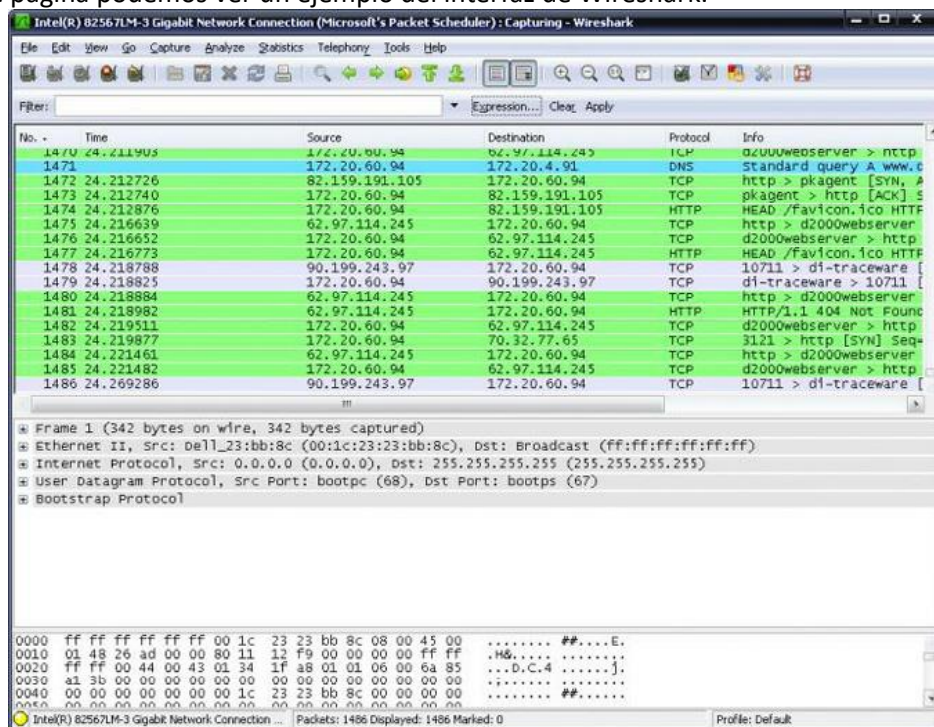 página podemos ver un ejemplo del interfaz de Wireshark.
Intel(R) 82567LM-3 Gigabit Network Connection (Microsoft's Packet Scheduler) : Capturing - Wireshark
File Edit View Go Capture Analyze Statistics Telephony Tools Help
Filter: Expression... Clear Apply
No. . Time Source Destination Protocol Info
1470 24.211903 172.20.60.94 62.97.114.245 TCP d2000webserver > http
1471 172.20.60.94 172.20.4.91 DNS Standard query A www.
1472 24.212726 82.159.191.105 172.20.60.94 TCP http > pkagent [SYN, A
1473 24.212740 172.20.60.94 82.159.191.105 TCP pkagent > http [ACK] S
1474 24.212876 172.20.60.94 82.159.191.105 HTTP HEAD /favicon.ico HTTP
1475 24.216639 62.97.114.245 172.20.60.94 TCP http > d2000webserver
1476 24.216652 172.20.60.94 62.97.114.245 TCP d2000webserver > http
1477 24.216773 172.20.60.94 62.97.114.245 HTTP HEAD /favicon.ico HTTP
1478 24.218788 90.199.243.97 172.20.60.94 TCP 10711 > di-traceware [
1479 24.218825 172.20.60.94 90.199.243.97 TCP di-traceware > 10711 [
1480 24.218884 62.97.114.245 172.20.60.94 TCP http > d2000webserver
1481 24.218982 62.97.114.245 172.20.60.94 HTTP HTTP/1.1 404 Not Found
1482 24.219511 172.20.60.94 62.97.114.245 TCP d2000webserver > http
1483 24.219877 172.20.60.94 70.32.77.65 TCP 3121 > http [SYN] Seq=
1484 24.221461 62.97.114.245 172.20.60.94 TCP http > d2000webserver
1485 24.221482 172.20.60.94 62.97.114.245 TCP d2000webserver > http
1486 24.269286 90.199.243.97 172.20.60.94 TCP 10711 > di-traceware [
Frame 1 (342 bytes on wire, 342 bytes captured)
Ethernet II, Src: Dell_23:bb:8c (00:1c:23:23:bb:8c), Dst: Broadcast (ff:ff:ff:ff:ff:ff)
Internet Protocol, Src: 0.0.0.0 (0.0.0.0), Dst: 255.255.255.255 (255.255.255.255)
User Datagram Protocol, Src Port: bootpc (68), Dst Port: bootps (67)
Bootstrap Protocol
0000 ff ff ff ff ff ff 00 1c 23 23 bb 8c 08 00 45 00 ........ ##....E.
0010 01 48 26 ad 00 00 80 11 12 f9 00 00 00 00 ff ff .H&..... ........
0020 ff ff 00 44 00 43 01 34 1f a8 01 01 06 00 6a 85 ...D.C.4 ......j.
0030 a1 3b 00 00 00 00 00 00 00 00 00 00 00 00 00 00 .;...... ........
0040 00 00 00 00 00 00 00 1c 23 23 bb 8c 00 00 00 00 ........ ##......
0050 00 00 00 00 00 00 00 00 00 00 00 00 00 00 00 00
Intel(R) 82567LM-3 Gigabit Network Connection ... Packets: 1486 Displayed: 1486 Marked: 0 Profile: Default